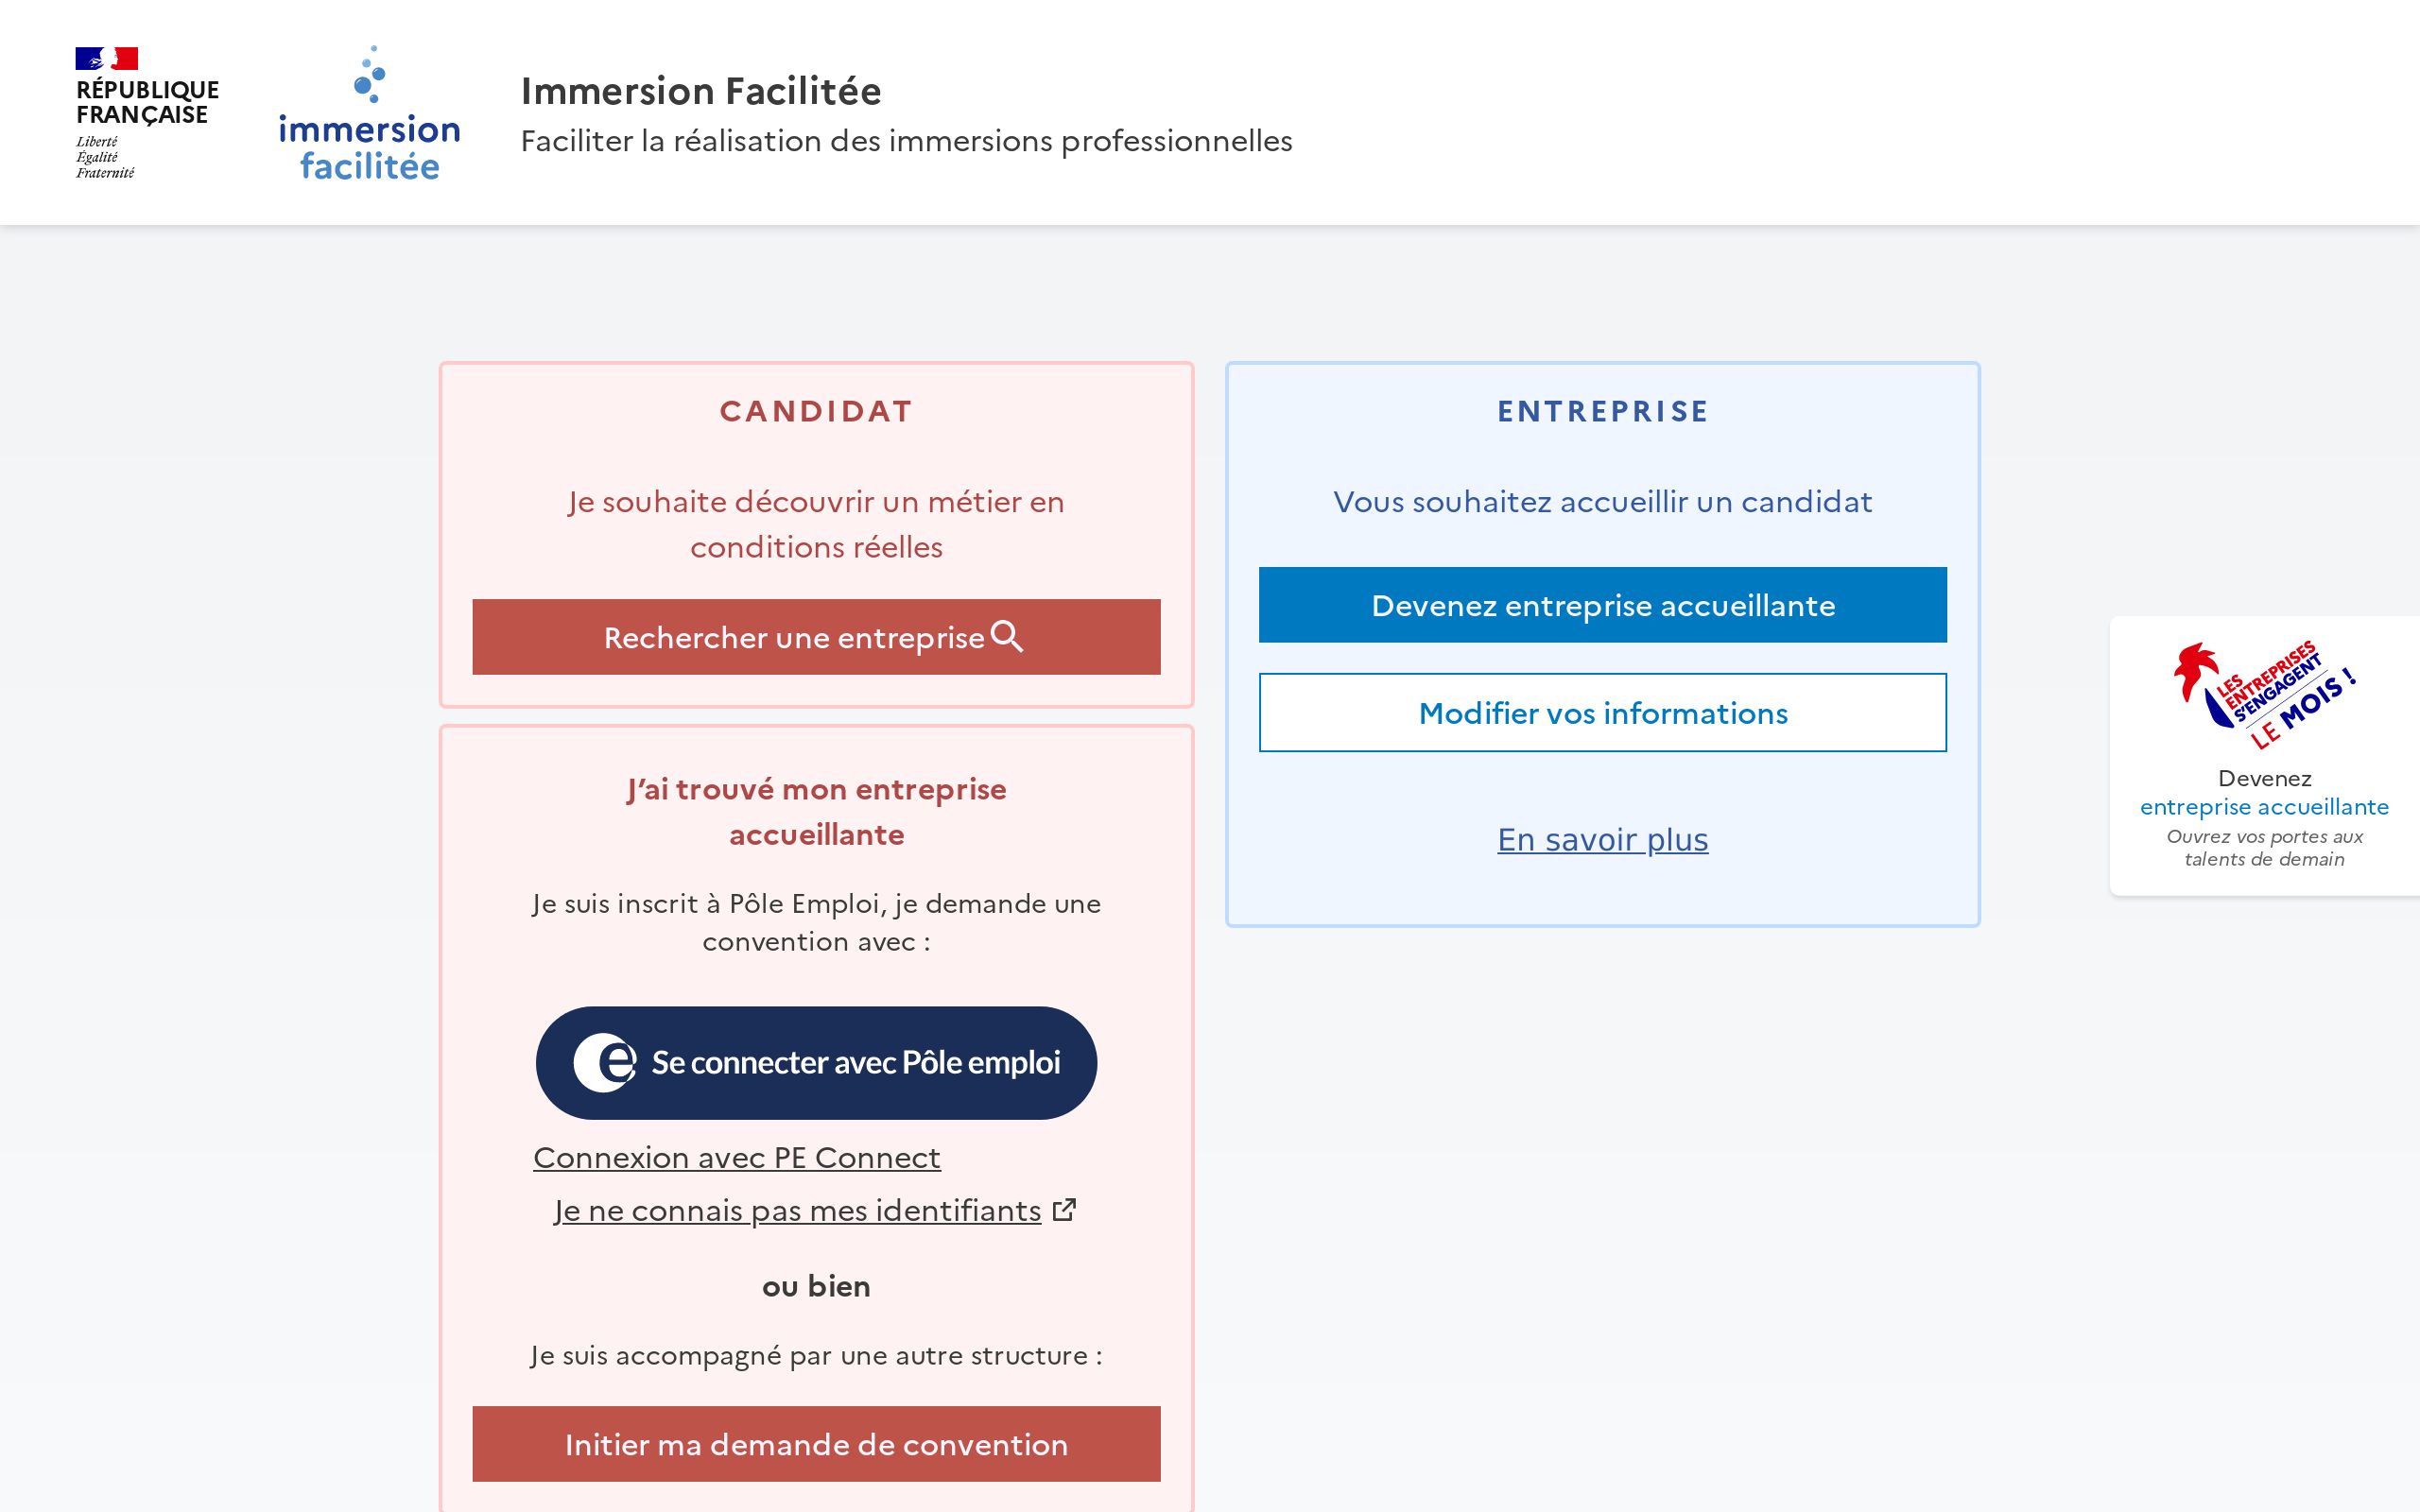 RÉPUBLIQUE
FRANÇAISE
Liberté
Égalité
Fraternité
immersion
facilitée
Immersion Facilitée
Faciliter la réalisation des immersions professionnelles
CANDIDAT
Je souhaite découvrir un métier en
conditions réelles
Rechercher une entreprise
J’ai trouvé mon entreprise
accueillante
Je suis inscrit à Pôle Emploi, je demande une
convention avec :
e Se connecter avec Pôle emploi
Connexion avec PE Connect
Je ne connais pas mes identifiants
ou bien
Je suis accompagné par une autre structure :
Initier ma demande de convention
ENTREPRISE
Vous souhaitez accueillir un candidat
Devenez entreprise accueillante
Modifier vos informations
En savoir plus
LES
ENTREPRISES
S'ENGAGENT
LE MOIS !
Devenez
entreprise accueillante
Ouvrez vos portes aux
talents de demain